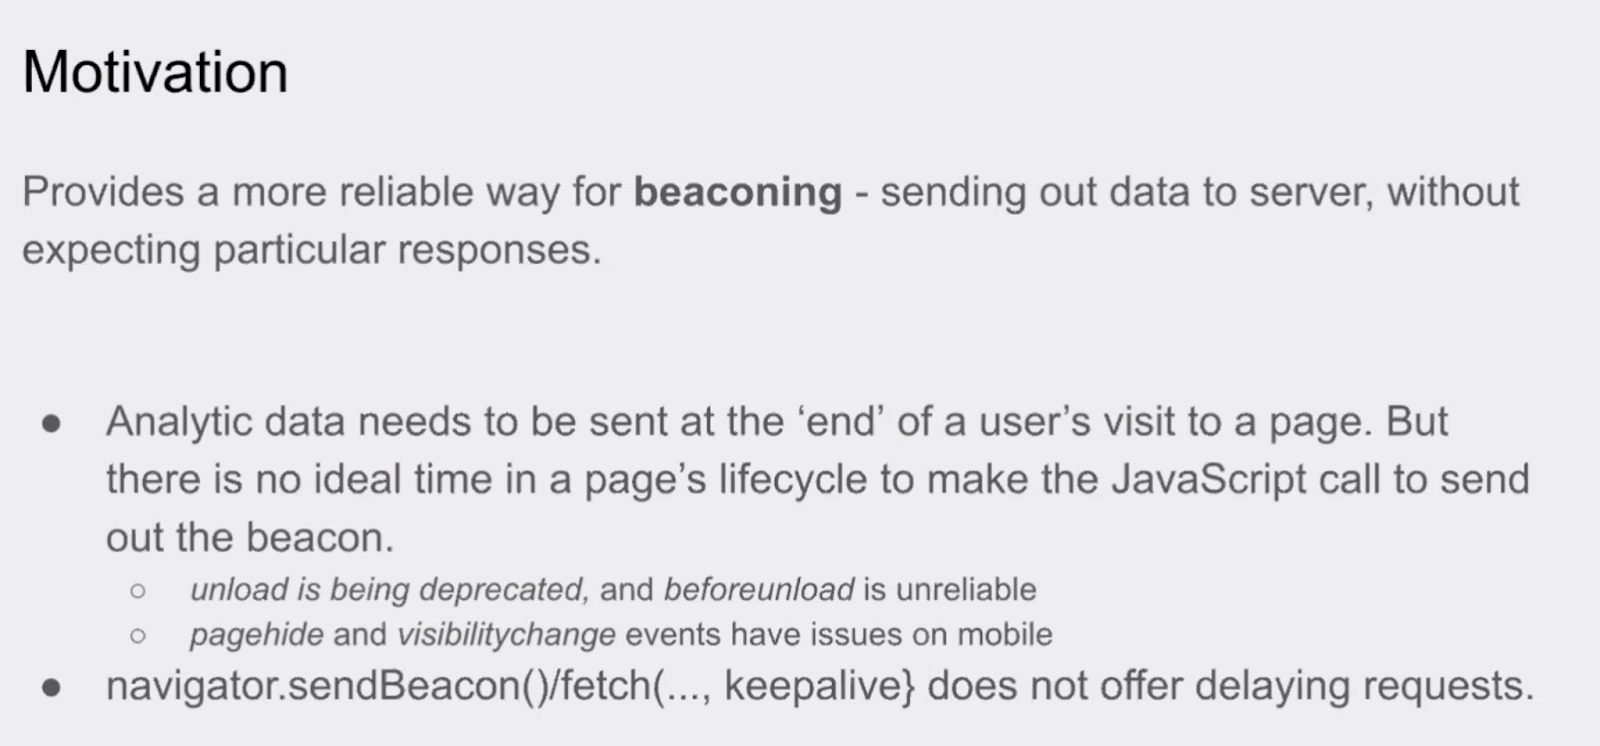 Motivation
Provides a more reliable way for beaconing - sending out data to server, without
expecting particular responses.
● Analytic data needs to be sent at the ‘end’ of a user’s visit to a page. But
there is no ideal time in a page’s lifecycle to make the JavaScript call to send
out the beacon.
○ unload is being deprecated, and beforeunload is unreliable
○ pagehide and visibilitychange events have issues on mobile
● navigator.sendBeacon()/fetch(..., keepalive} does not offer delaying requests.